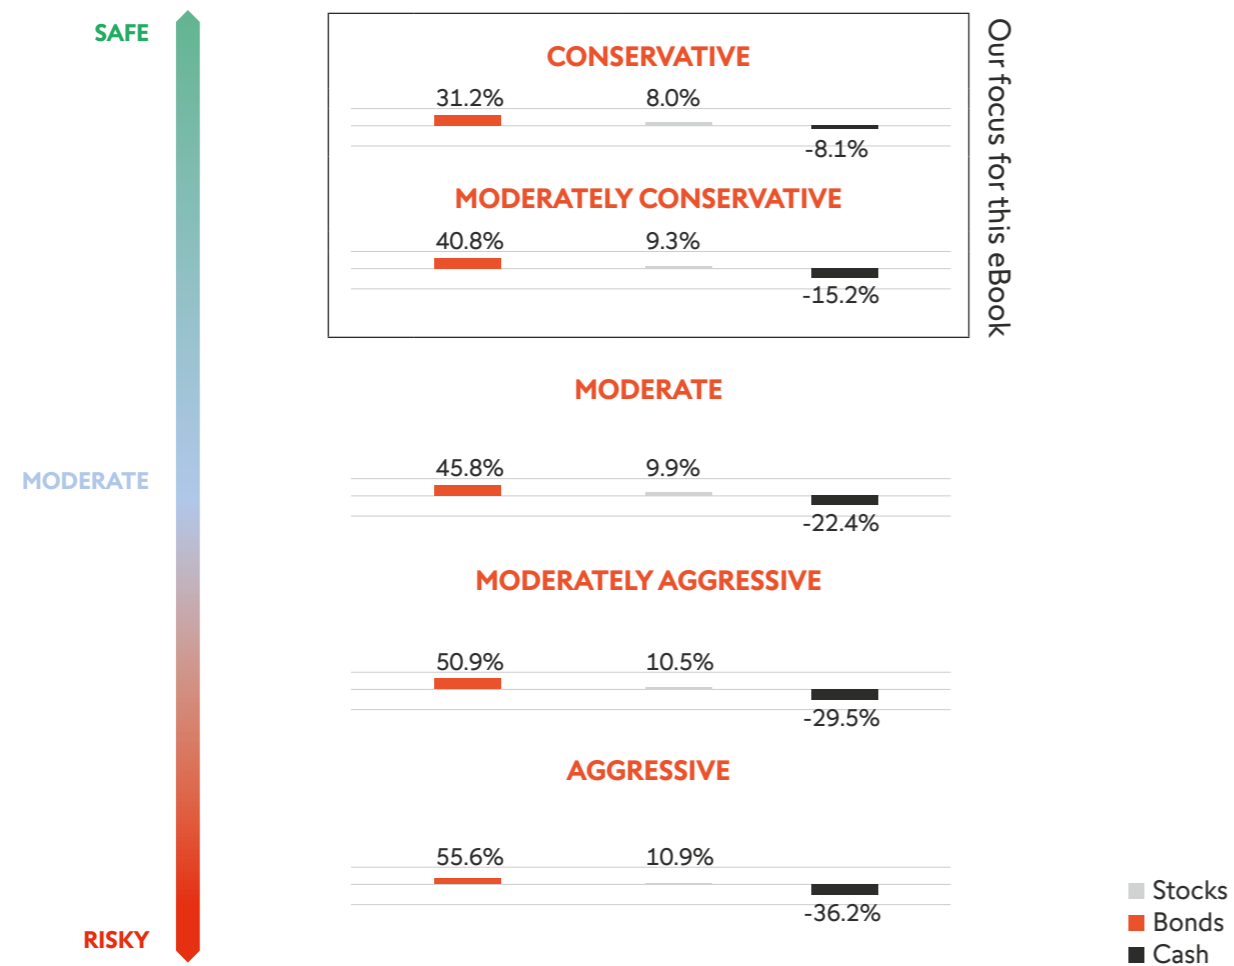 SAFE
CONSERVATIVE
31.2% 8.0%
-8.1%
MODERATELY CONSERVATIVE
40.8% 9.3%
-15.2%
Our focus for this eBook
MODERATE
MODERATE
45.8% 9.9%
-22.4%
MODERATELY AGGRESSIVE
50.9% 10.5%
-29.5%
AGGRESSIVE
55.6% 10.9%
-36.2%
RISKY
Stocks
Bonds
Cash